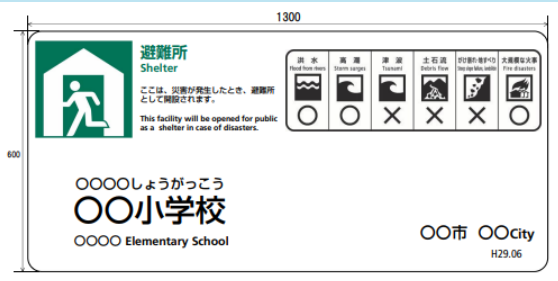 1300
避難所
Shelter
ここは、災害が発生したとき、避難所
として開設されます。
This facility will be opened for public
as a shelter in case of disasters.
洪水 高潮 津波 土石流 がけ崩れ・地すべり 大規模な火事
Flood from rivers Storm surges Tsunami Debris flow Fire disasters
○ ○ × × × ○
600
○○○○しょうがっこう
○○小学校
○○○○ Elementary School
○○市 ○○City
H29.06